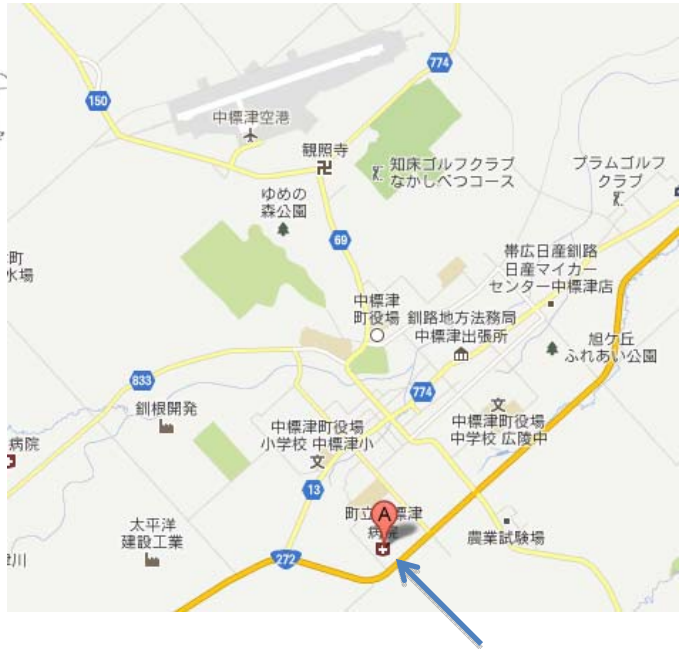 774
150
中標津空港
観照寺
知床ゴルフクラブ
なかしべつコース
プラムゴルフ
クラブ
ゆめの
森公園
69
町
水場
帯広日産釧路
日産マイカー
センター中標津店
中標津
町役場
釧路地方法務局
中標津出張所
旭ケ丘
ふれあい公園
833
774
釧根開発
病院
中標津町役場
小学校 中標津小
文
文
中標津町役場
中学校 広陵中
13
町立中標津
病院
A
太平洋
建設工業
農業試験場
272
川